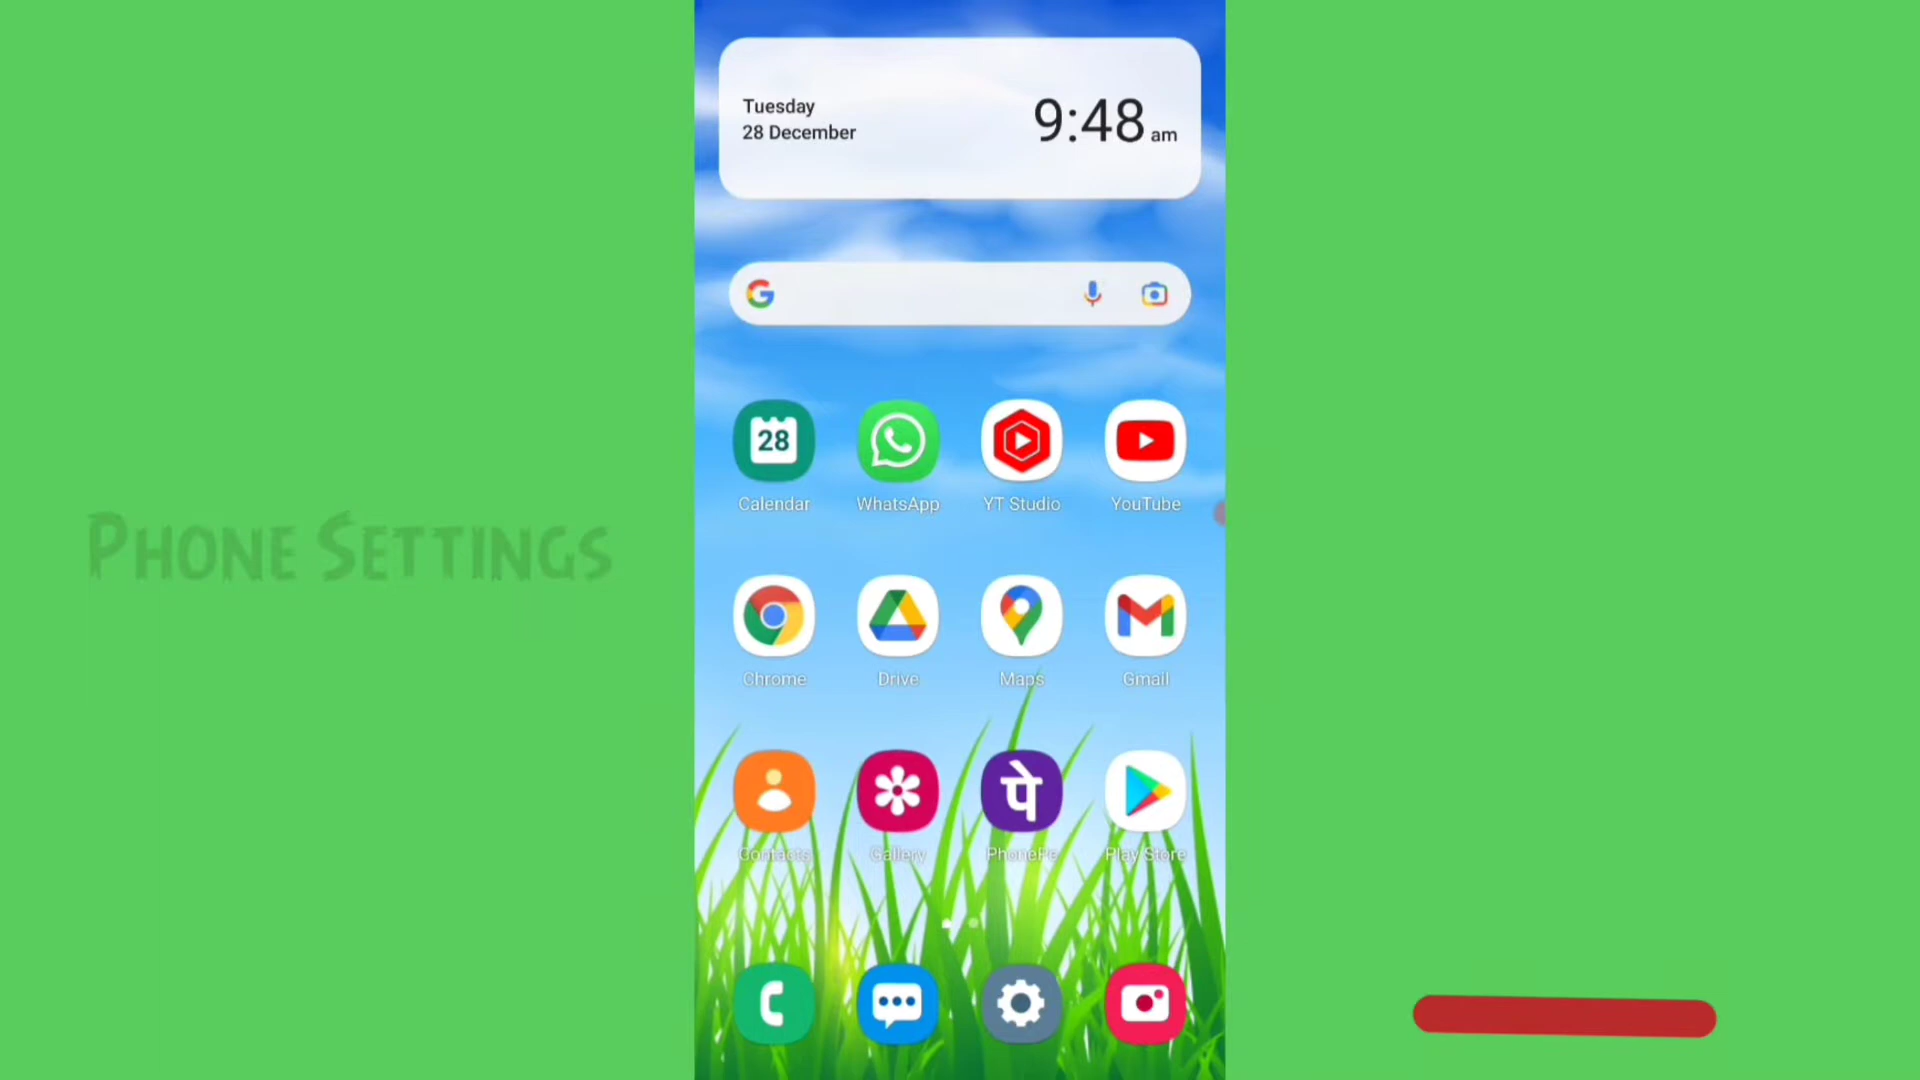 Tuesday
28 December
9:48 am
G
28
Calendar
WhatsApp
YT Studio
YouTube
PHONE SETTINGS
Chrome
Drive
Maps
Gmail
पे
Contacts
Gallery
PhonePe
Play Store